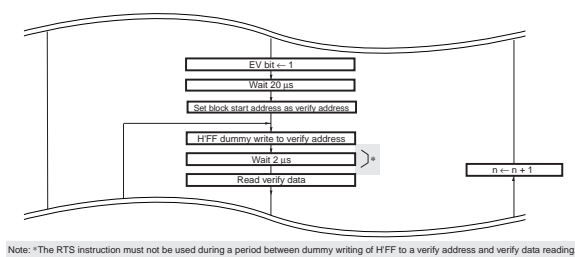 EV bit ← 1
Wait 20 μs
Set block start address as verify address
H'FF dummy write to verify address
Wait 2 μs
*
Read verify data
n ← n + 1
Note: *The RTS instruction must not be used during a period between dummy writing of H'FF to a verify address and verify data reading